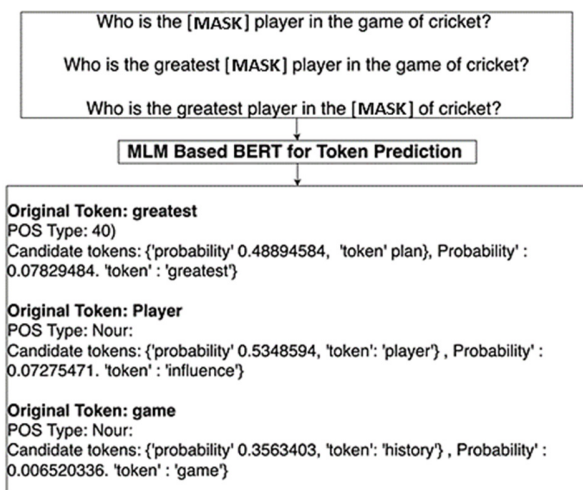 Who is the [MASK] player in the game of cricket?
Who is the greatest [MASK] player in the game of cricket?
Who is the greatest player in the [MASK] of cricket?
MLM Based BERT for Token Prediction
Original Token: greatest
POS Type: 40)
Candidate tokens: {'probability' 0.48894584, 'token' plan}, Probability' :
0.07829484. 'token' : 'greatest'}
Original Token: Player
POS Type: Nour:
Candidate tokens: {'probability' 0.5348594, 'token': 'player'} , Probability' :
0.07275471. 'token' : 'influence'}
Original Token: game
POS Type: Nour:
Candidate tokens: {'probability' 0.3563403, 'token': 'history'} , Probability' :
0.006520336. 'token' : 'game'}